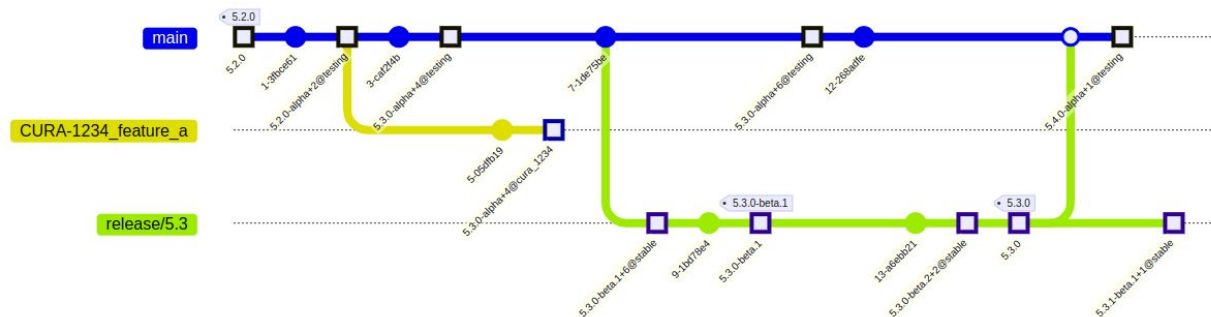 5.2.0
main
5.2.0
1-3fbce61
5.2.0-alpha+2@testing
3-caf2f4b
5.3.0-alpha+4@testing
7-1de75be
5.3.0-alpha+6@testing
12-268adfe
5.4.0-alpha+1@testing
CURA-1234_feature_a
5-05dfb19
5.3.0-alpha+4@cura_1234
5.3.0-beta.1
5.3.0
release/5.3
5.3.0-beta.1+6@stable
9-1bd78e4
5.3.0-beta.1
13-a6ebb21
5.3.0-beta.2+2@stable
5.3.0
5.3.1-beta.1+1@stable